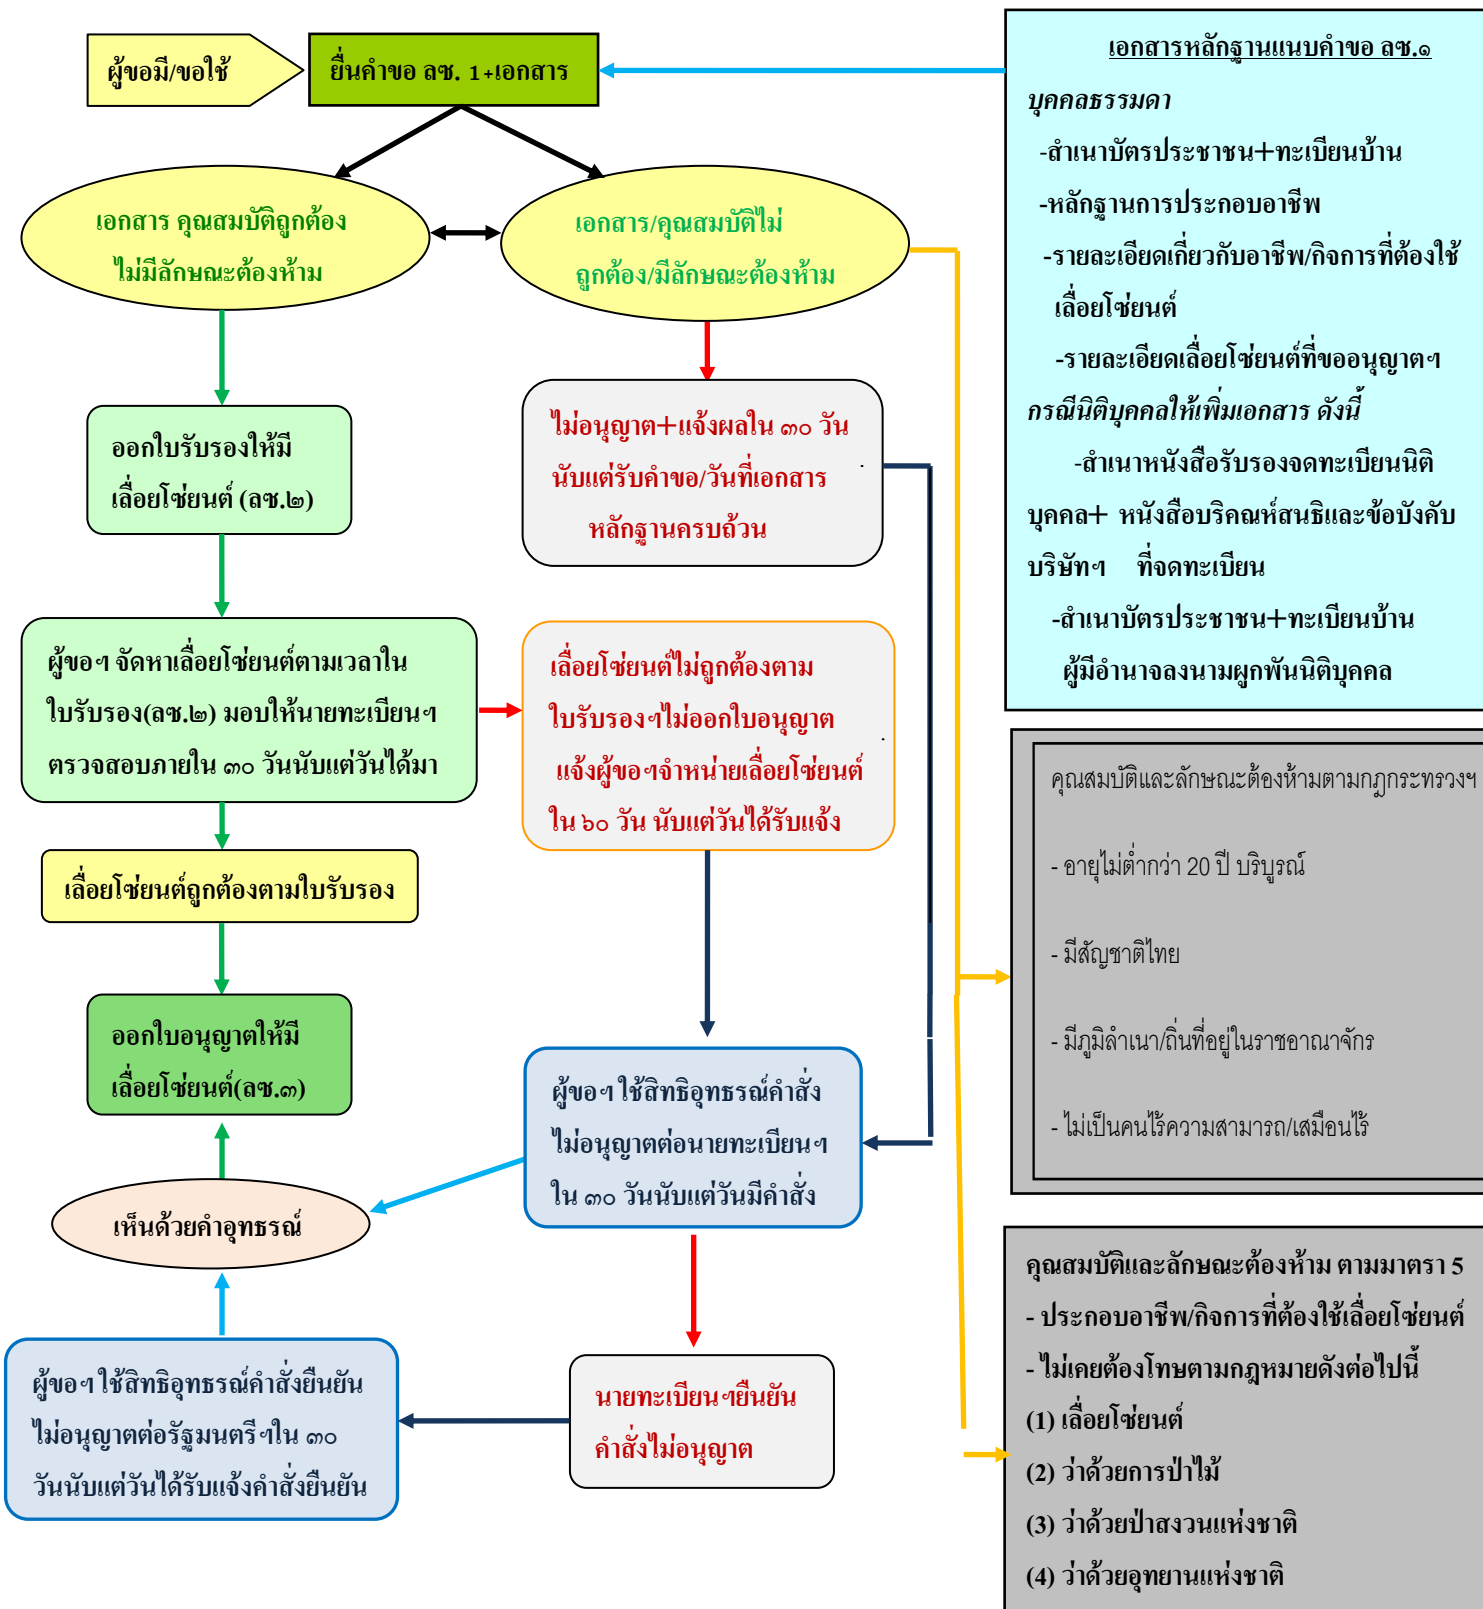 ผู้ขอมี/ขอใช้
ยื่นคำขอ ลซ. 1+เอกสาร
เอกสาร คุณสมบัติถูกต้อง
ไม่มีลักษณะต้องห้าม
เอกสาร/คุณสมบัติไม่
ถูกต้อง/มีลักษณะต้องห้าม
ออกใบรับรองให้มี
เลื่อยโซ่ยนต์ (ลซ.๒)
ไม่อนุญาต+แจ้งผลใน ๓๐ วัน
นับแต่รับคำขอ/วันที่เอกสาร
หลักฐานครบถ้วน
ผู้ขอฯ จัดหาเลื่อยโซ่ยนต์ตามเวลาใน
ใบรับรอง(ลซ.๒) มอบให้นายทะเบียนฯ
ตรวจสอบภายใน ๓๐ วันนับแต่วันได้มา
เลื่อยโซ่ยนต์ไม่ถูกต้องตาม
ใบรับรองฯไม่ออกใบอนุญาต
แจ้งผู้ขอฯจำหน่ายเลื่อยโซ่ยนต์
ใน ๖๐ วัน นับแต่วันได้รับแจ้ง
เลื่อยโซ่ยนต์ถูกต้องตามใบรับรอง
ออกใบอนุญาตให้มี
เลื่อยโซ่ยนต์(ลซ.๓)
ผู้ขอฯ ใช้สิทธิอุทธรณ์คำสั่ง
ไม่อนุญาตต่อนายทะเบียนฯ
ใน ๓๐ วันนับแต่วันมีคำสั่ง
เห็นด้วยคำอุทธรณ์
ผู้ขอฯ ใช้สิทธิอุทธรณ์คำสั่งยืนยัน
ไม่อนุญาตต่อรัฐมนตรีฯใน ๓๐
วันนับแต่วันได้รับแจ้งคำสั่งยืนยัน
นายทะเบียนฯยืนยัน
คำสั่งไม่อนุญาต
เอกสารหลักฐานแนบคำขอ ลซ.๑
บุคคลธรรมดา
-สำเนาบัตรประชาชน+ทะเบียนบ้าน
-หลักฐานการประกอบอาชีพ
-รายละเอียดเกี่ยวกับอาชีพ/กิจการที่ต้องใช้
เลื่อยโซ่ยนต์
-รายละเอียดเลื่อยโซ่ยนต์ที่ขออนุญาตฯ
กรณีนิติบุคคลให้เพิ่มเอกสาร ดังนี้
-สำเนาหนังสือรับรองจดทะเบียนนิติ
บุคคล+ หนังสือบริคณห์สนธิและข้อบังคับ
บริษัทฯ ที่จดทะเบียน
-สำเนาบัตรประชาชน+ทะเบียนบ้าน
ผู้มีอำนาจลงนามผูกพันนิติบุคคล
คุณสมบัติและลักษณะต้องห้ามตามกฎกระทรวงฯ
- อายุไม่ต่ำกว่า 20 ปี บริบูรณ์
- มีสัญชาติไทย
- มีภูมิลำเนา/ถิ่นที่อยู่ในราชอาณาจักร
- ไม่เป็นคนไร้ความสามารถ/เสมือนไร้
คุณสมบัติและลักษณะต้องห้าม ตามมาตรา 5
- ประกอบอาชีพ/กิจการที่ต้องใช้เลื่อยโซ่ยนต์
- ไม่เคยต้องโทษตามกฎหมายดังต่อไปนี้
(1) เลื่อยโซ่ยนต์
(2) ว่าด้วยการป่าไม้
(3) ว่าด้วยป่าสงวนแห่งชาติ
(4) ว่าด้วยอุทยานแห่งชาติ